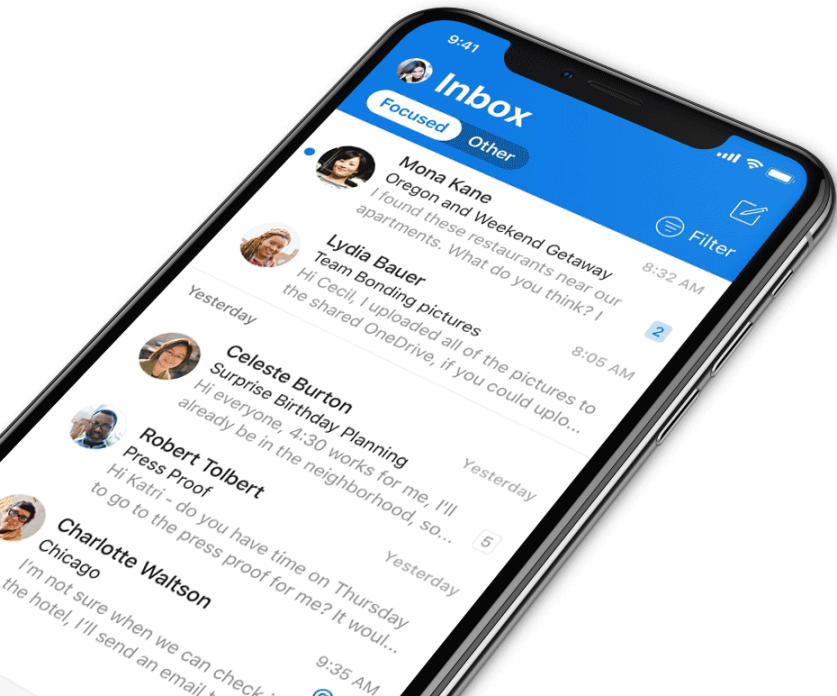 9:41
Inbox
Focused
Other
Filter
Mona Kane
8:32 AM
Oregon and Weekend Getaway
I found these restaurants near our
apartments. What do you think? I
2
Lydia Bauer
8:05 AM
Team Bonding pictures
Hi Cecil, I uploaded all of the pictures to
the shared OneDrive, if you could uplo...
Yesterday
Celeste Burton
Yesterday
Surprise Birthday Planning
Hi everyone, 4:30 works for me, I'll
already be in the neighborhood, so...
5
Robert Tolbert
Yesterday
Press Proof
Hi Katri - do you have time on Thursday
to go to the press proof for me? It woul...
Charlotte Waltson
9:35 AM
Chicago
I'm not sure when we can check
the hotel, I'll send an email